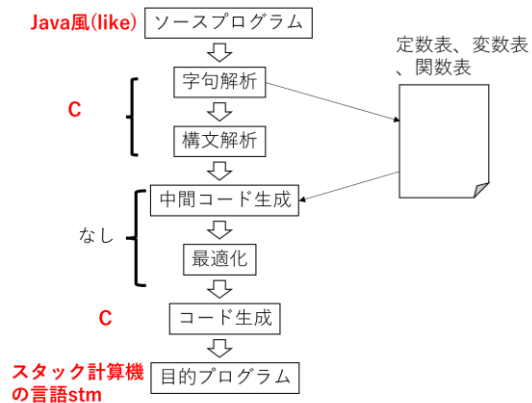 Java風(like)
ソースプログラム
定数表、変数表
、関数表
字句解析
C
構文解析
中間コード生成
なし
最適化
C
コード生成
スタック計算機
の言語stm
目的プログラム